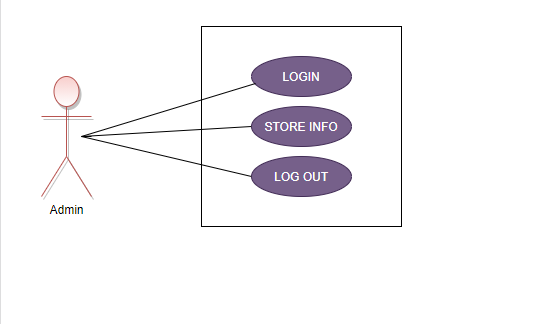 LOGIN
STORE INFO
LOG OUT
Admin